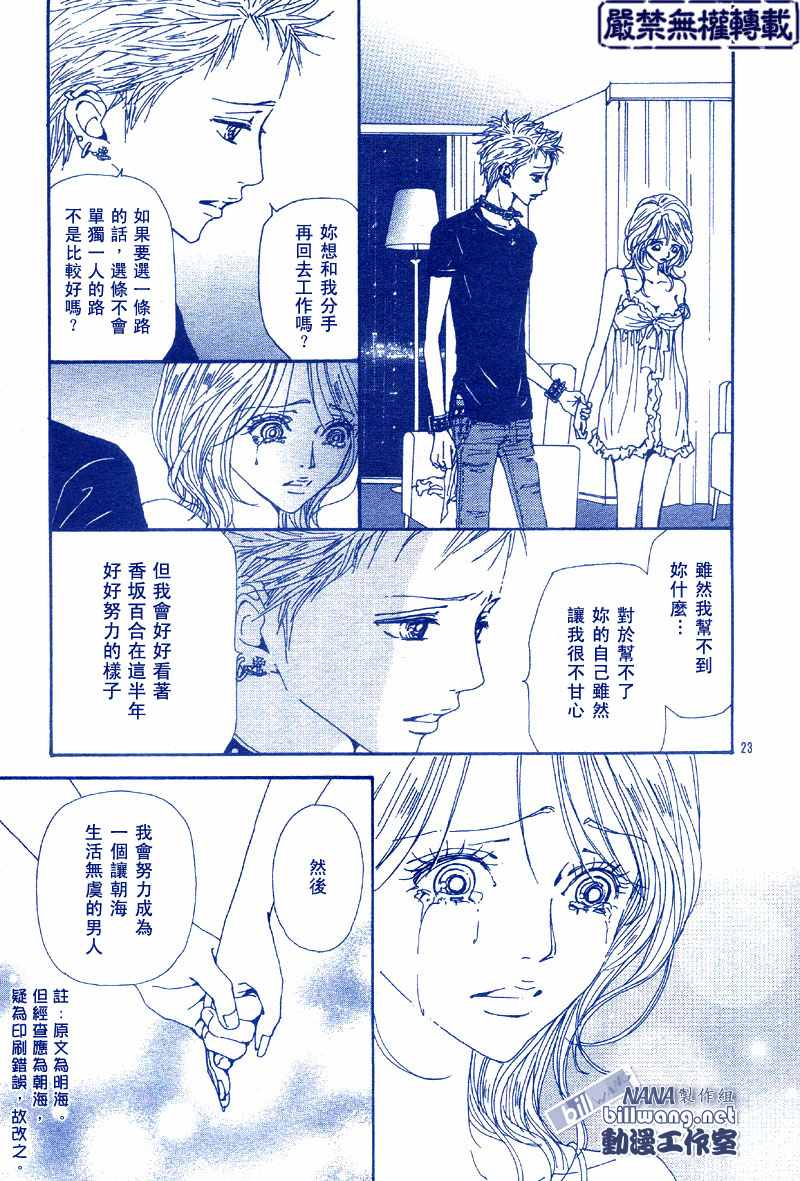 嚴禁無權轉載
妳想和我分手
再回去工作嗎？
如果要選一條路
的話，選條不會
單獨一人的路
不是比較好嗎？
雖然我幫不到
妳什麼…
對於幫不了
妳的自己雖然
讓我很不甘心
但我會好好看著
香坂百合在這半年
好好努力的樣子
23
然後
我會努力成為
一個讓朝海
生活無虞的男人
註：原文為明海。
但經查應為朝海，
疑為印刷錯誤，故改之。
NANA製作組
bill
billwang.net
動漫工作室